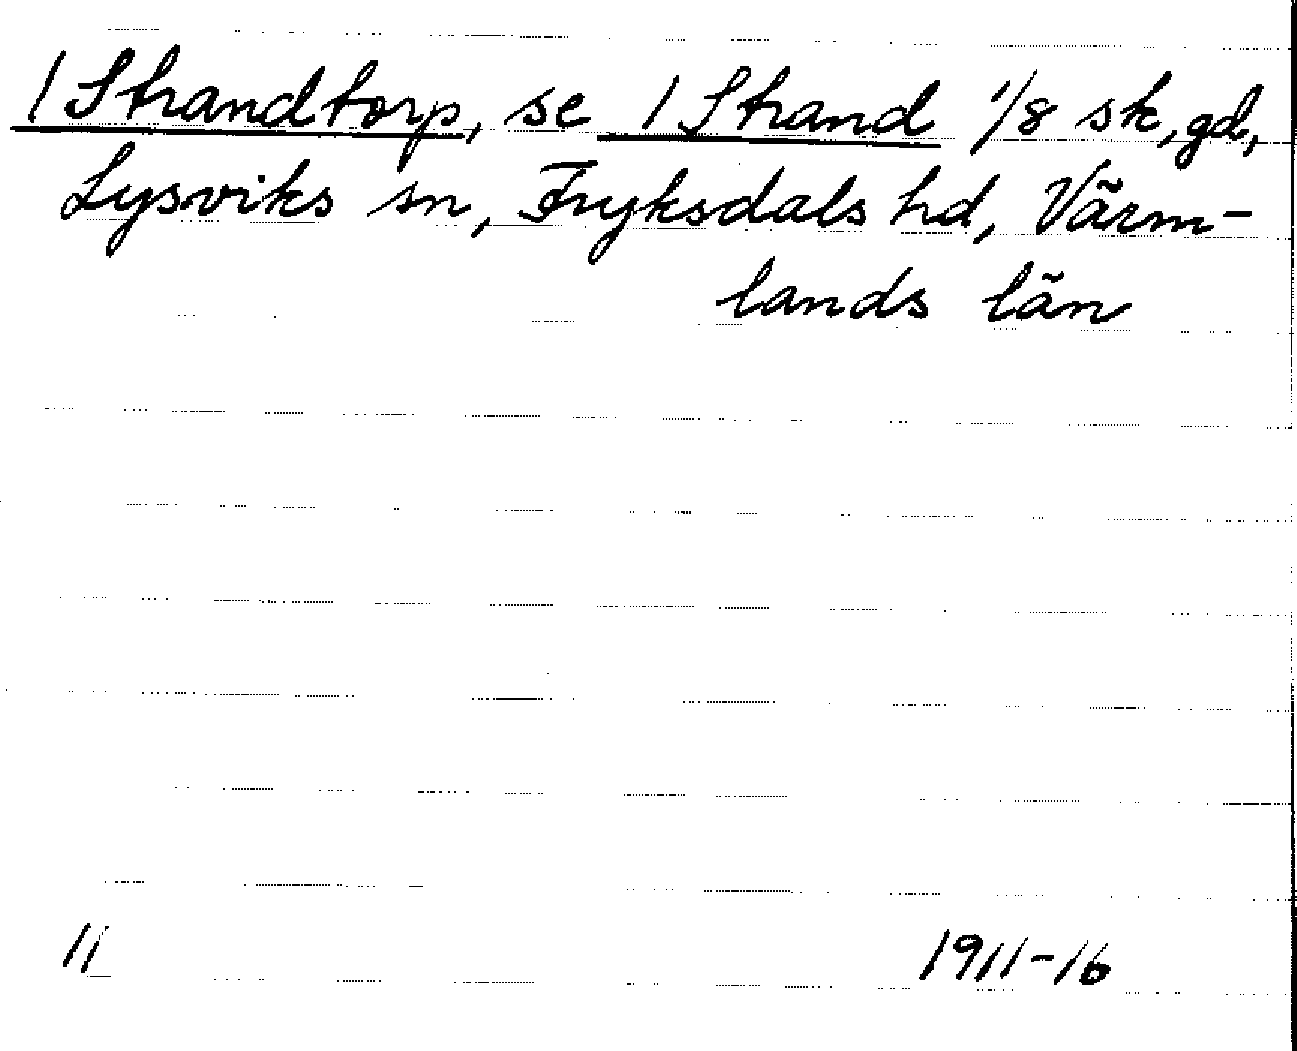 1 Strandtorp, se 1 Strand 1/8 sk, gd,
Lysviks sn, Fryksdals hd, Värm-
lands län
11 1911-16